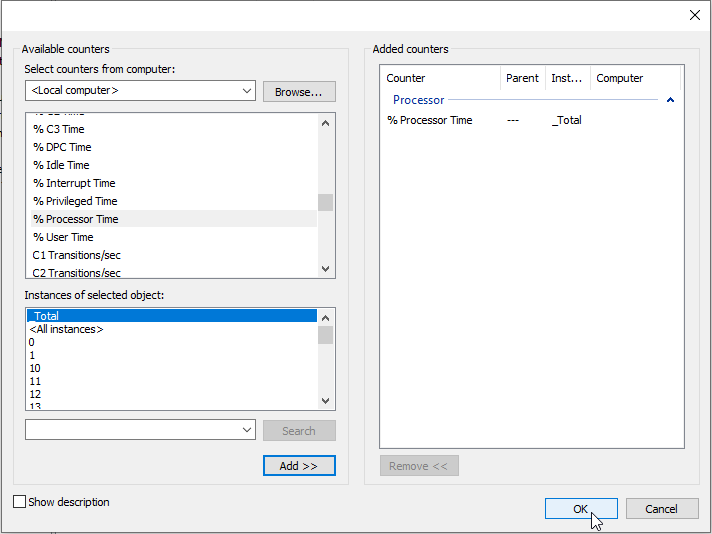 Available counters
Select counters from computer:
<Local computer>
Browse...
% C3 Time
% DPC Time
% Idle Time
% Interrupt Time
% Privileged Time
% Processor Time
% User Time
C1 Transitions/sec
C2 Transitions/sec
Instances of selected object:
_Total
<All instances>
0
1
10
11
12
13
Search
Add >>
Show description
Added counters
Counter Parent Inst... Computer
Processor
% Processor Time --- _Total
Remove <<
OK Cancel